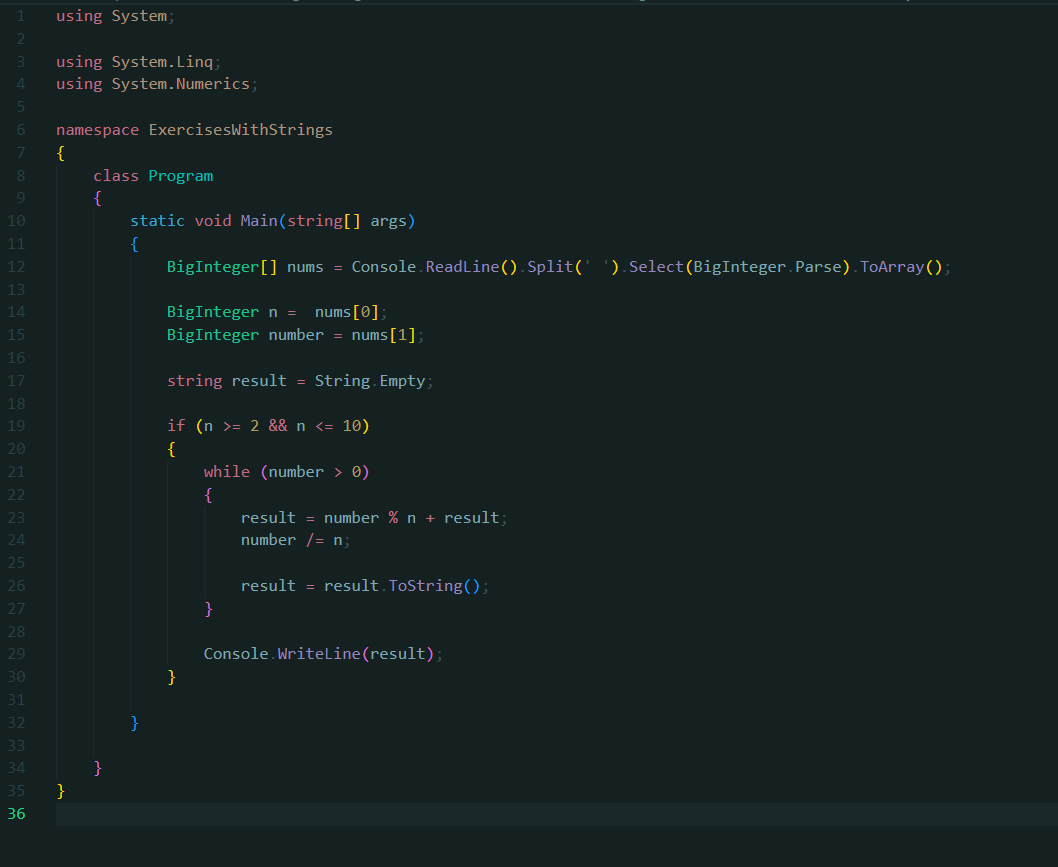 1 using System;
2
3 using System.Linq;
4 using System.Numerics;
5
6 namespace ExercisesWithStrings
7 {
8     class Program
9     {
10         static void Main(string[] args)
11         {
12             BigInteger[] nums = Console.ReadLine().Split(' ').Select(BigInteger.Parse).ToArray();
13
14             BigInteger n =  nums[0];
15             BigInteger number = nums[1];
16
17             string result = String.Empty;
18
19             if (n >= 2 && n <= 10)
20             {
21                 while (number > 0)
22                 {
23                     result = number % n + result;
24                     number /= n;
25
26                     result = result.ToString();
27                 }
28
29                 Console.WriteLine(result);
30             }
31
32         }
33
34     }
35 }
36